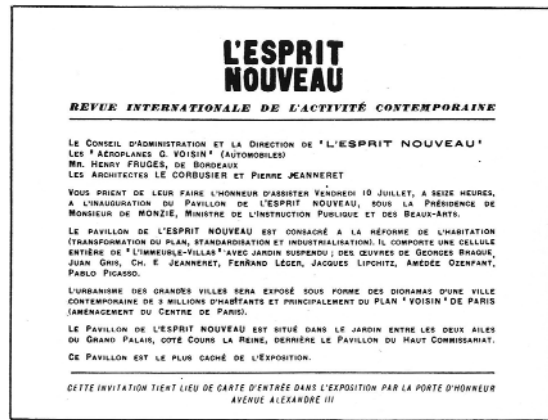 L'ESPRIT
NOUVEAU
REVUE INTERNATIONALE DE L'ACTIVITÉ CONTEMPORAINE
LE CONSEIL D'ADMINISTRATION ET LA DIRECTION DE "L'ESPRIT NOUVEAU"
LES "AÉROPLANES G. VOISIN" (AUTOMOBILES)
MR. HENRY FRUGES, DE BORDEAUX
LES ARCHITECTES LE CORBUSIER ET PIERRE JEANNERET
VOUS PRIENT DE LEUR FAIRE L'HONNEUR D'ASSISTER VENDREDI 10 JUILLET, A SEIZE HEURES,
A L'INAUGURATION DU PAVILLON DE L'ESPRIT NOUVEAU, SOUS LA PRÉSIDENCE DE
MONSIEUR DE MONZIE, MINISTRE DE L'INSTRUCTION PUBLIQUE ET DES BEAUX-ARTS.
LE PAVILLON DE L'ESPRIT NOUVEAU EST CONSACRÉ A LA RÉFORME DE L'HABITATION
(TRANSFORMATION DU PLAN, STANDARDISATION ET INDUSTRIALISATION). IL COMPORTE UNE CELLULE
ENTIÈRE DE "L'IMMEUBLE-VILLAS" AVEC JARDIN SUSPENDU ; DES ŒUVRES DE GEORGES BRAQUE,
JUAN GRIS, CH. E JEANNERET, FERNAND LÉGER, JACQUES LIPCHITZ, AMÉDÉE OZENFANT,
PABLO PICASSO.
L'URBANISME DES GRANDES VILLES SERA EXPOSÉ SOUS FORME DES DIORAMAS D'UNE VILLE
CONTEMPORAINE DE 3 MILLIONS D'HABITANTS ET PRINCIPALEMENT DU PLAN "VOISIN" DE PARIS
(AMÉNAGEMENT DU CENTRE DE PARIS).
LE PAVILLON DE L'ESPRIT NOUVEAU EST SITUÉ DANS LE JARDIN ENTRE LES DEUX AILES
DU GRAND PALAIS, COTÉ COURS LA REINE, DERRIÈRE LE PAVILLON DU HAUT COMMISSARIAT.
CE PAVILLON EST LE PLUS CACHÉ DE L'EXPOSITION.
CETTE INVITATION TIENT LIEU DE CARTE D'ENTRÉE DANS L'EXPOSITION PAR LA PORTE D'HONNEUR
AVENUE ALEXANDRE III